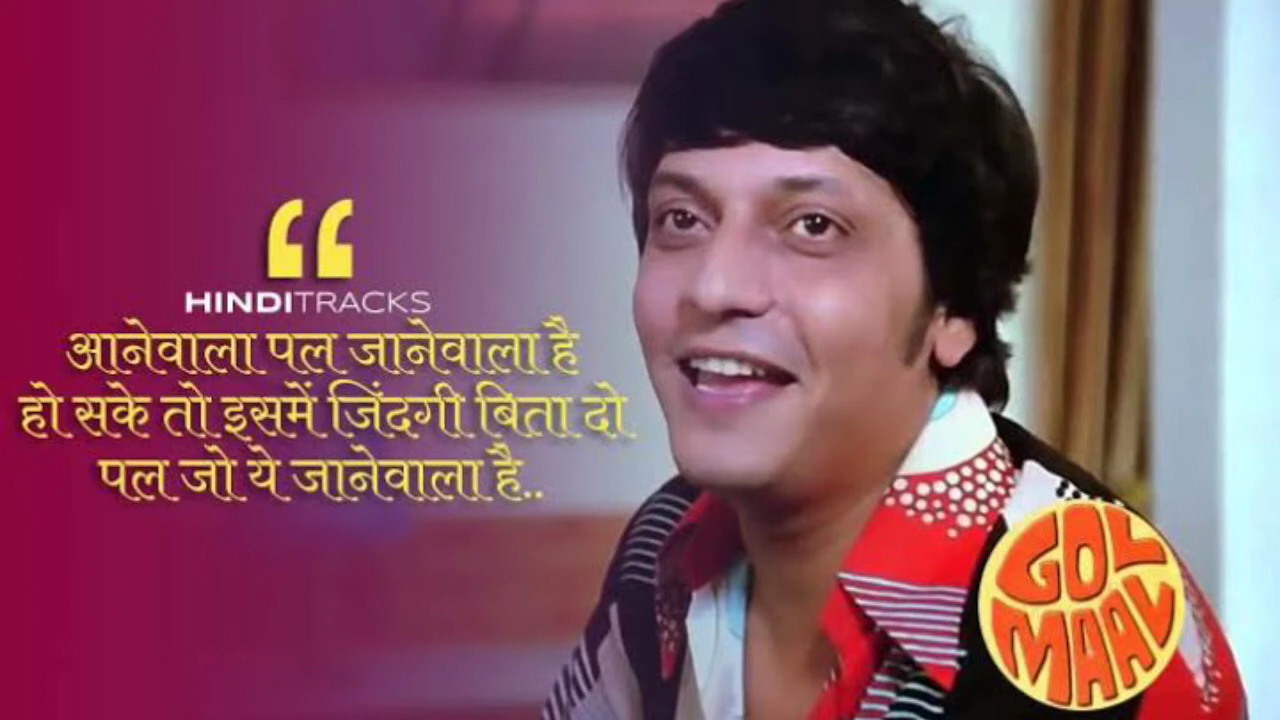 HINDITRACKS
आनेवाला पल जानेवाला है
हो सके तो इसमें जिंदगी बिता दो
पल जो ये जानेवाला है..
GOL
MAAL